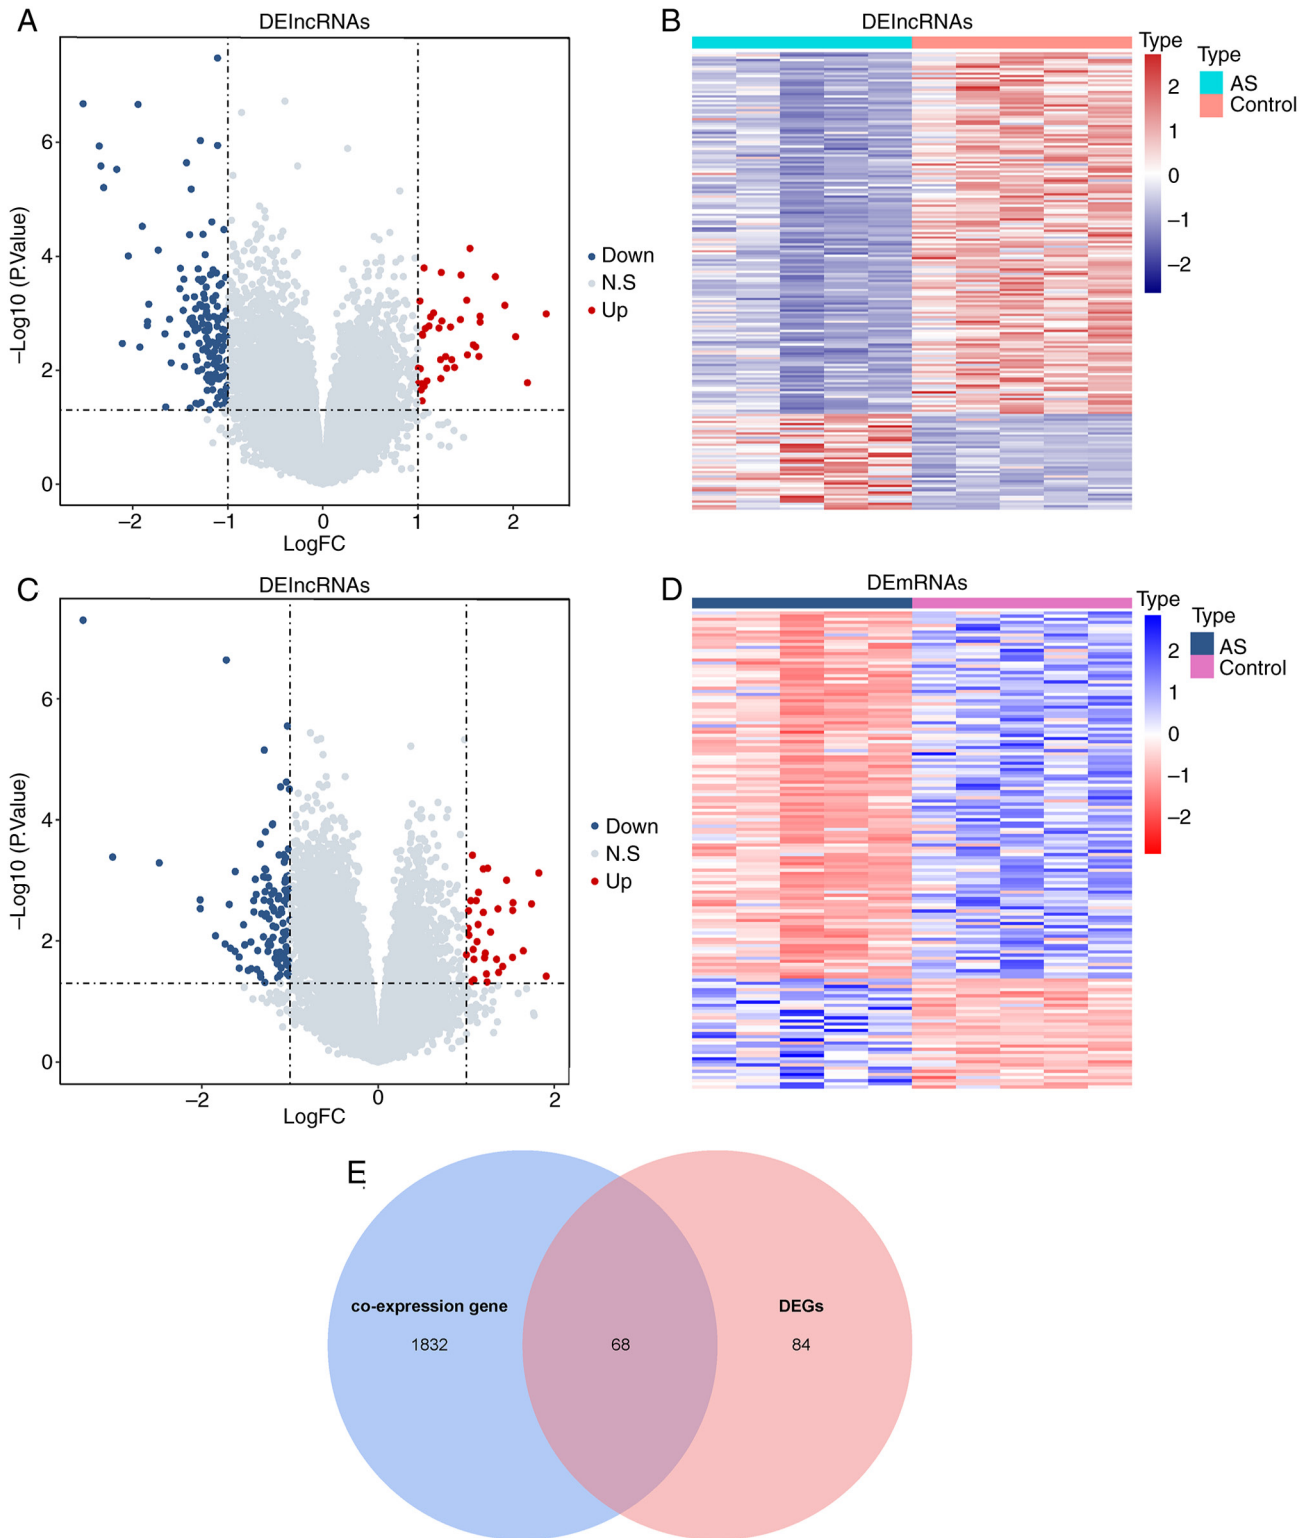 A
DElncRNAs
−Log10 (P.Value)
6
4
2
0
−2
−1
0
1
2
LogFC
Down
N.S
Up
B
DElncRNAs
Type
2
1
0
−1
−2
Type
AS
Control
C
DElncRNAs
−Log10 (P.Value)
6
4
2
0
−2
0
2
LogFC
Down
N.S
Up
D
DEmRNAs
Type
2
1
0
−1
−2
Type
AS
Control
E
co-expression gene
DEGs
1832
68
84